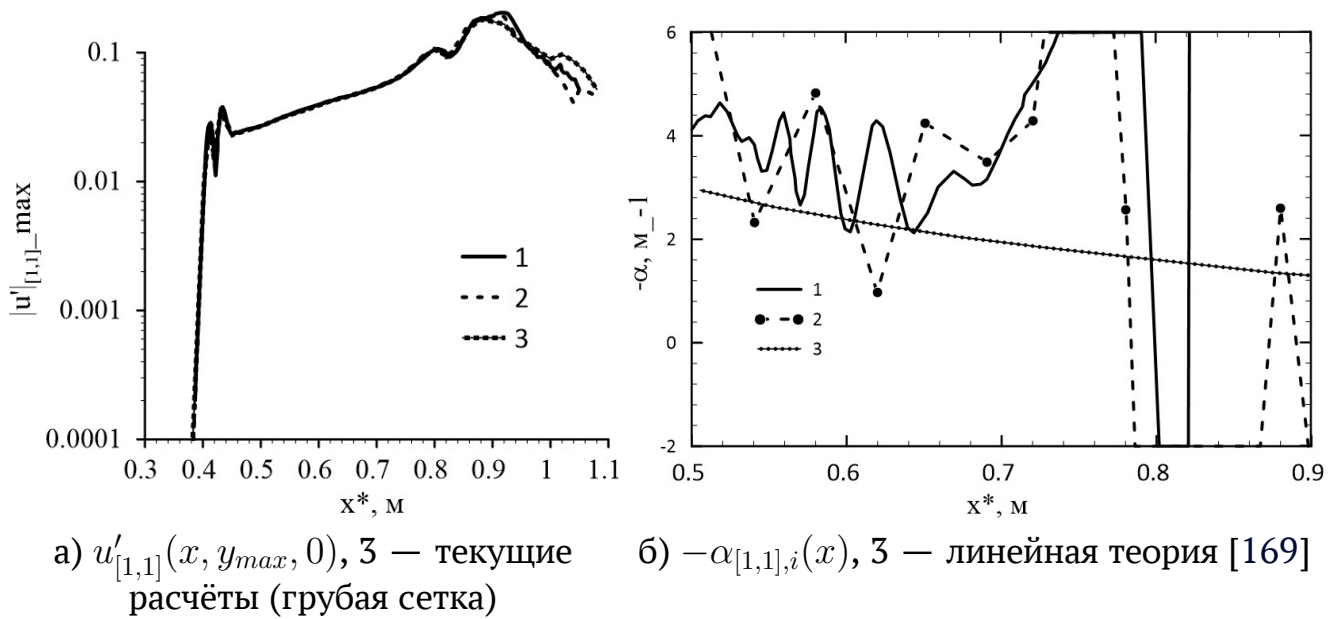 |u'|[1,1]_max
0.1
0.01
0.001
0.0001
1
2
3
0.3 0.4 0.5 0.6 0.7 0.8 0.9 1 1.1
x*, м
-α, м_-1
6
4
2
0
-2
1
2
3
0.5 0.6 0.7 0.8 0.9
x*, м
а) u′[1,1](x, ymax, 0), 3 — текущие
расчёты (грубая сетка)
б) −α[1,1],i(x), 3 — линейная теория [169]